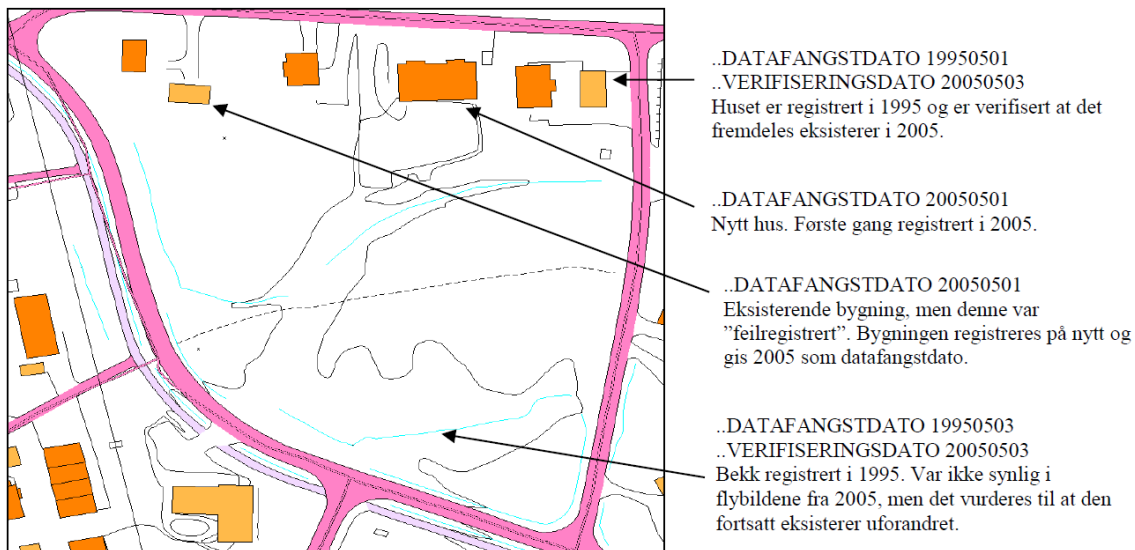 ..DATAFANGSTDATO 19950501
..VERIFISERINGSDATO 20050503
Huset er registrert i 1995 og er verifisert at det
fremdeles eksisterer i 2005.
..DATAFANGSTDATO 20050501
Nytt hus. Første gang registrert i 2005.
..DATAFANGSTDATO 20050501
Eksisterende bygning, men denne var
”feilregistrert”. Bygningen registreres på nytt og
gis 2005 som datafangstdato.
..DATAFANGSTDATO 19950503
..VERIFISERINGSDATO 20050503
Bekk registrert i 1995. Var ikke synlig i
flybildene fra 2005, men det vurderes til at den
fortsatt eksisterer uforandret.